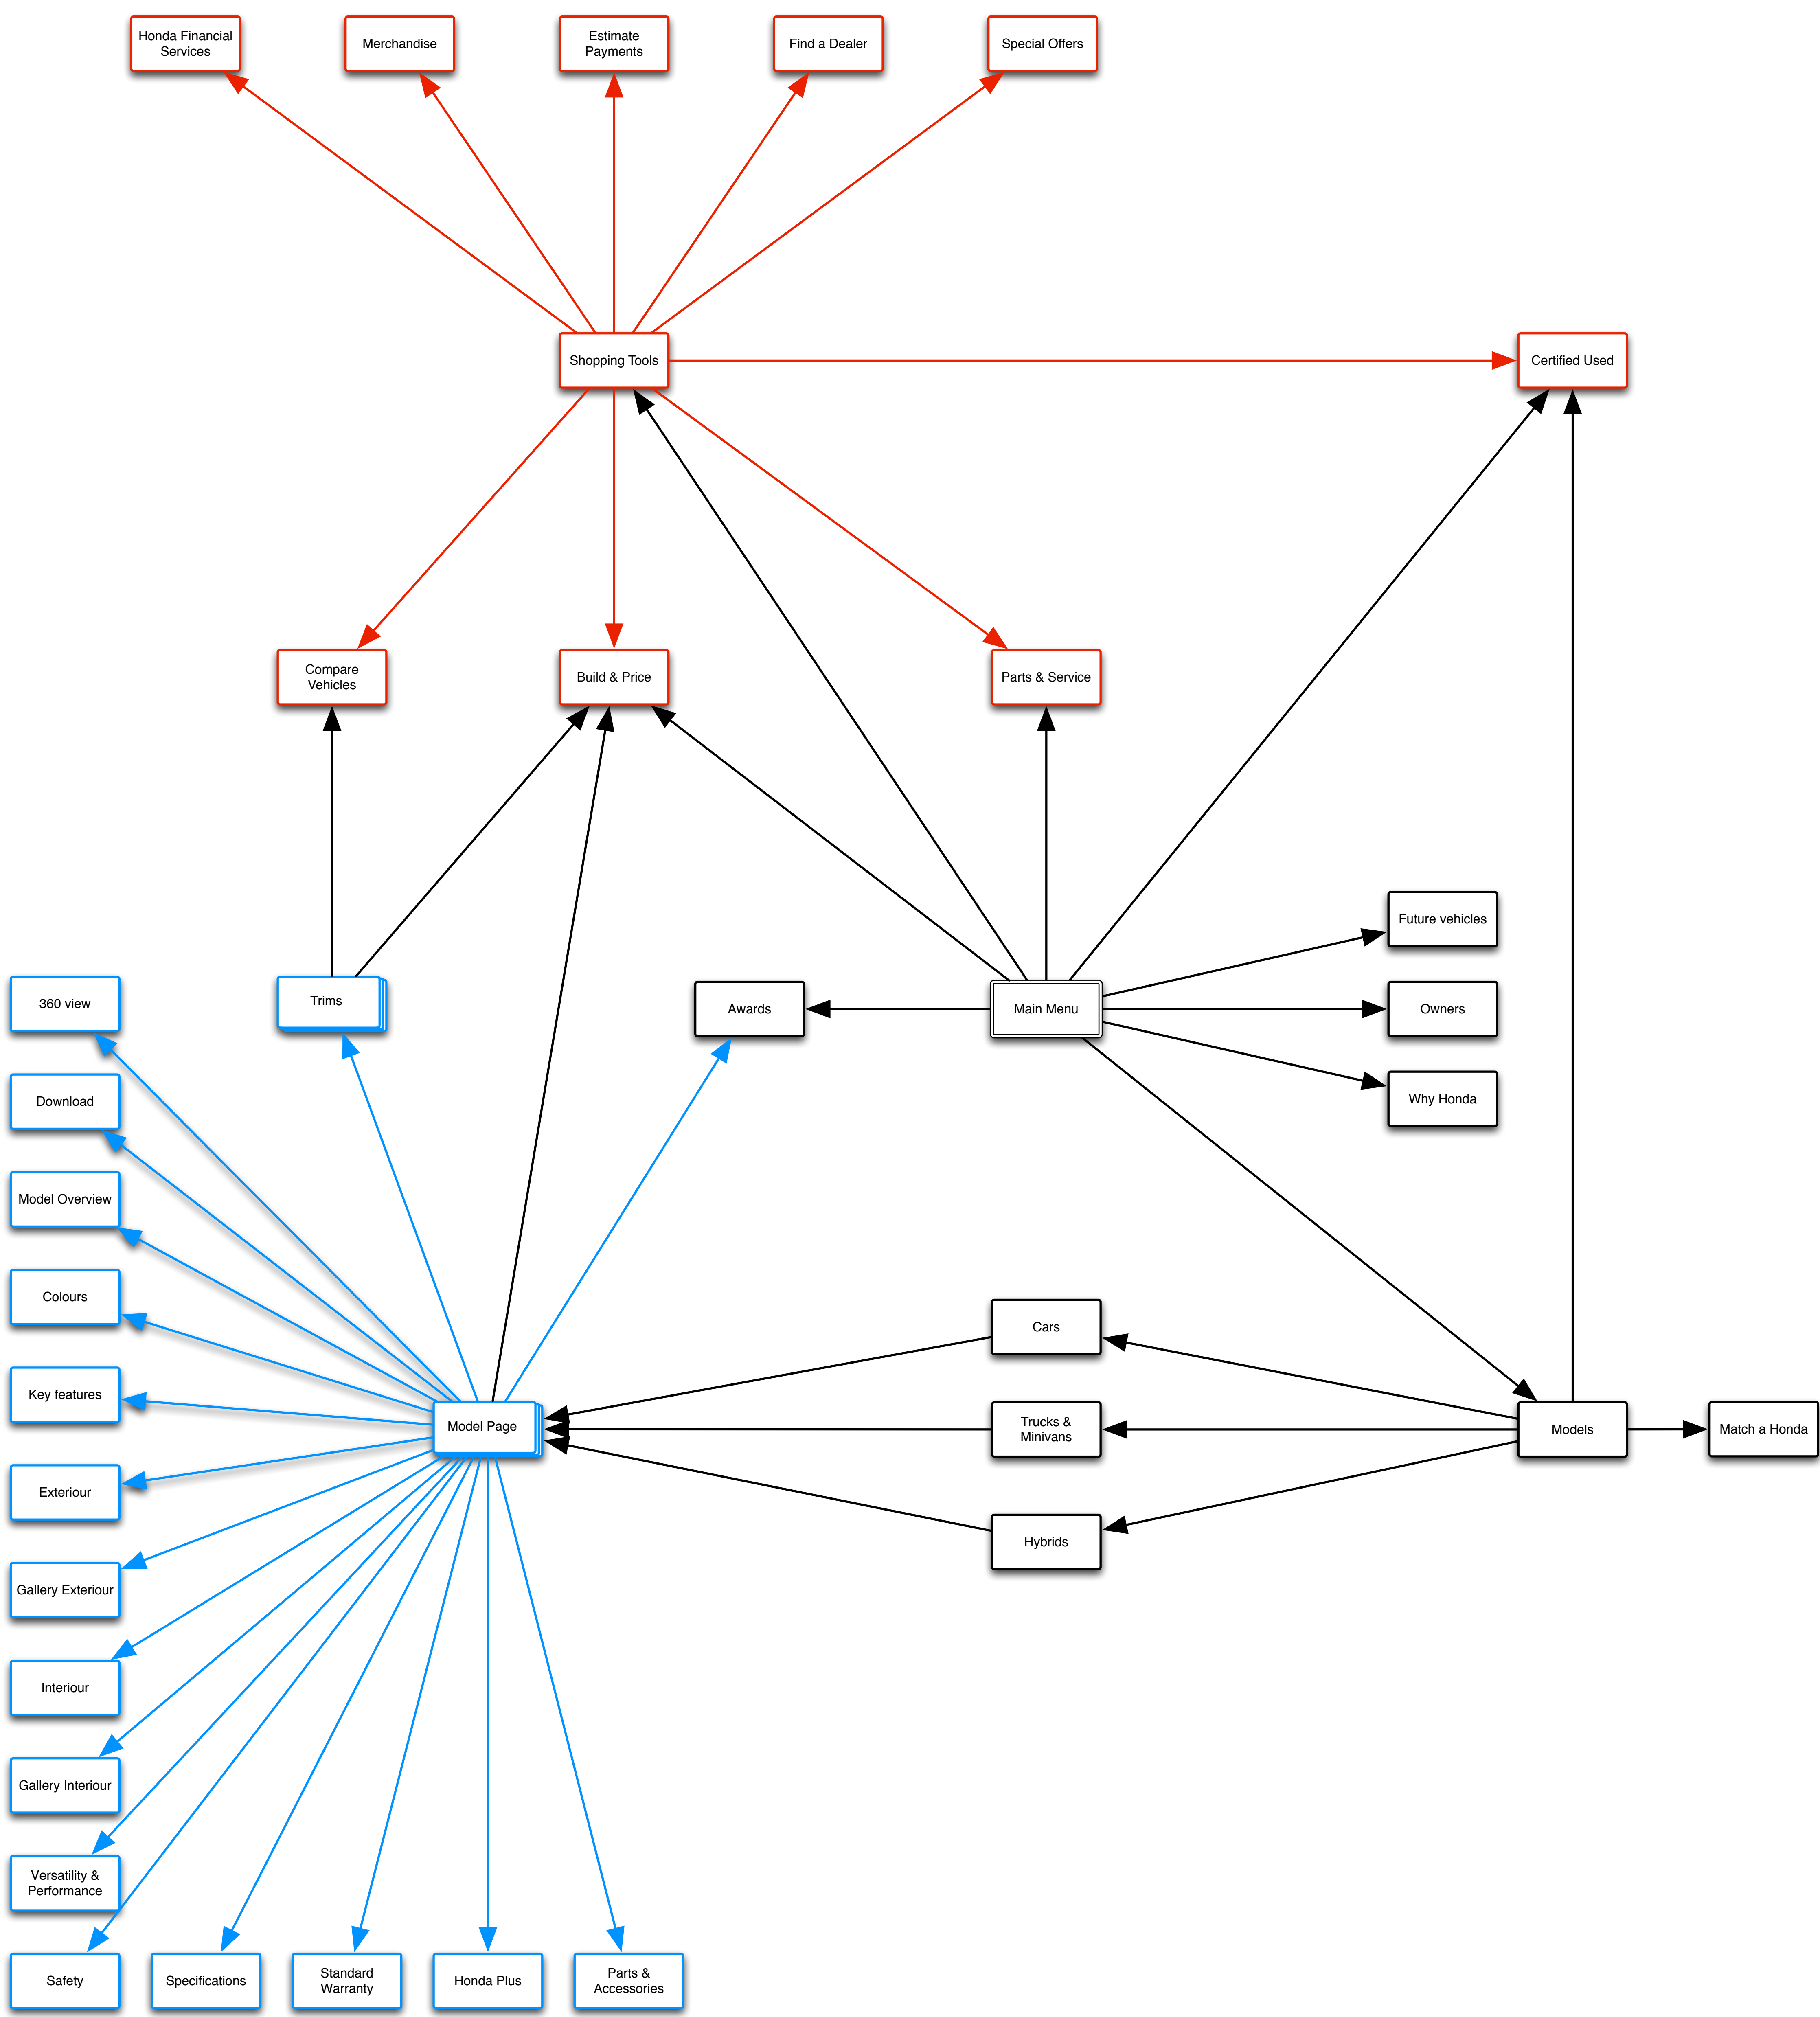 Honda Financial
Services
Merchandise
Estimate
Payments
Find a Dealer
Special Offers
Shopping Tools
Certified Used
Compare
Vehicles
Build & Price
Parts & Service
Future vehicles
360 view
Trims
Awards
Main Menu
Owners
Download
Why Honda
Model Overview
Colours
Cars
Key features
Model Page
Trucks &
Minivans
Models
Match a Honda
Exteriour
Hybrids
Gallery Exteriour
Interiour
Gallery Interiour
Versatility &
Performance
Safety
Specifications
Standard
Warranty
Honda Plus
Parts &
Accessories